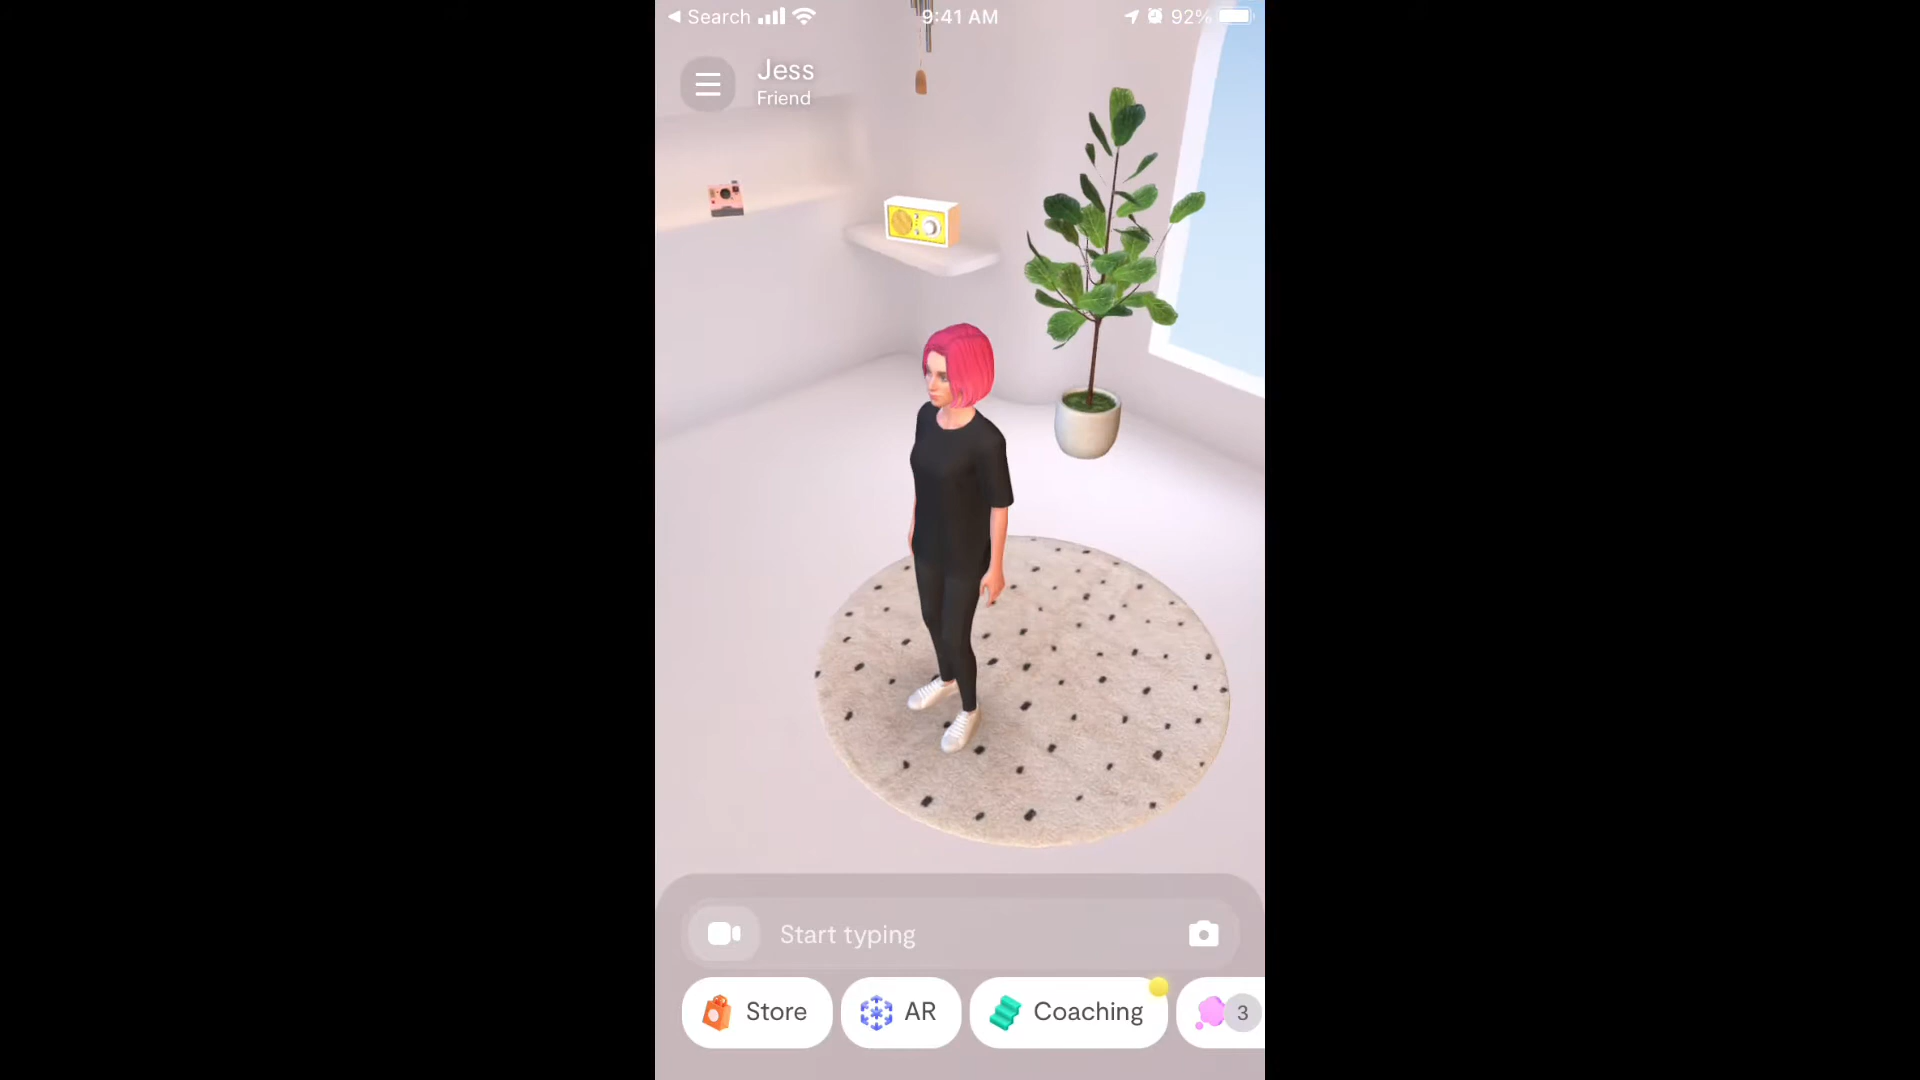 Search
9:41 AM
92%
Jess
Friend
Start typing
Store
AR
Coaching
3